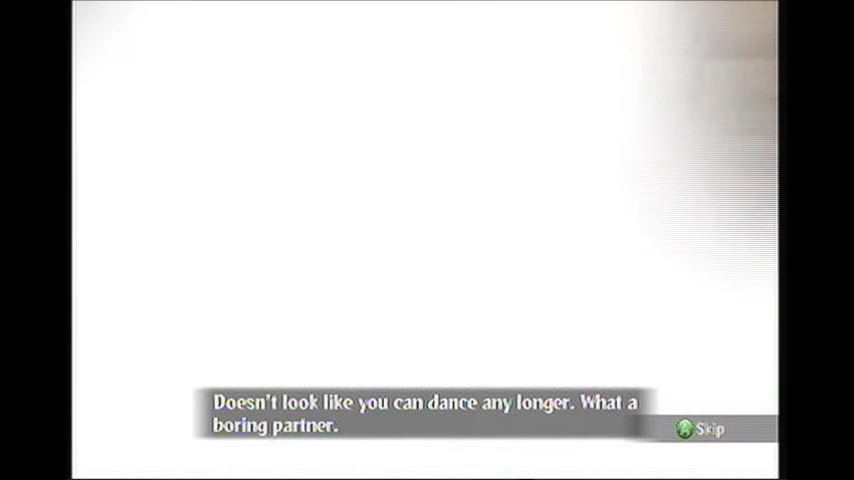 Doesn't look like you can dance any longer. What a
boring partner.
A Skip